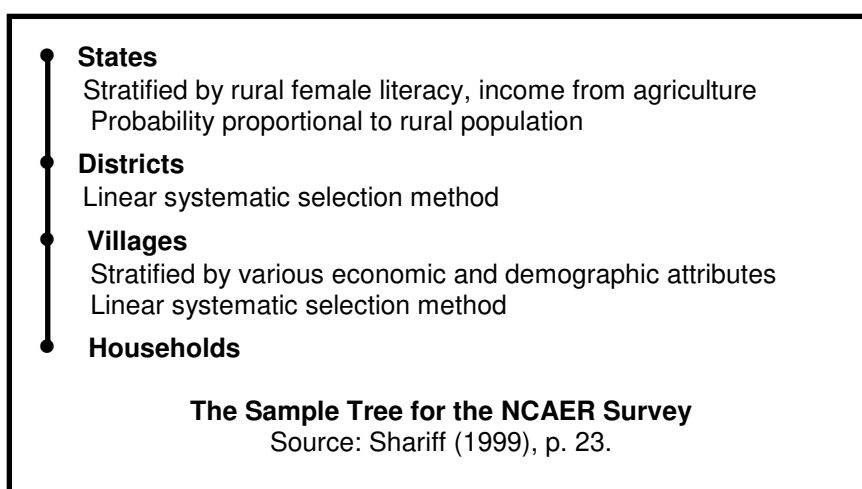 States
Stratified by rural female literacy, income from agriculture
Probability proportional to rural population
Districts
Linear systematic selection method
Villages
Stratified by various economic and demographic attributes
Linear systematic selection method
Households
The Sample Tree for the NCAER Survey
Source: Shariff (1999), p. 23.